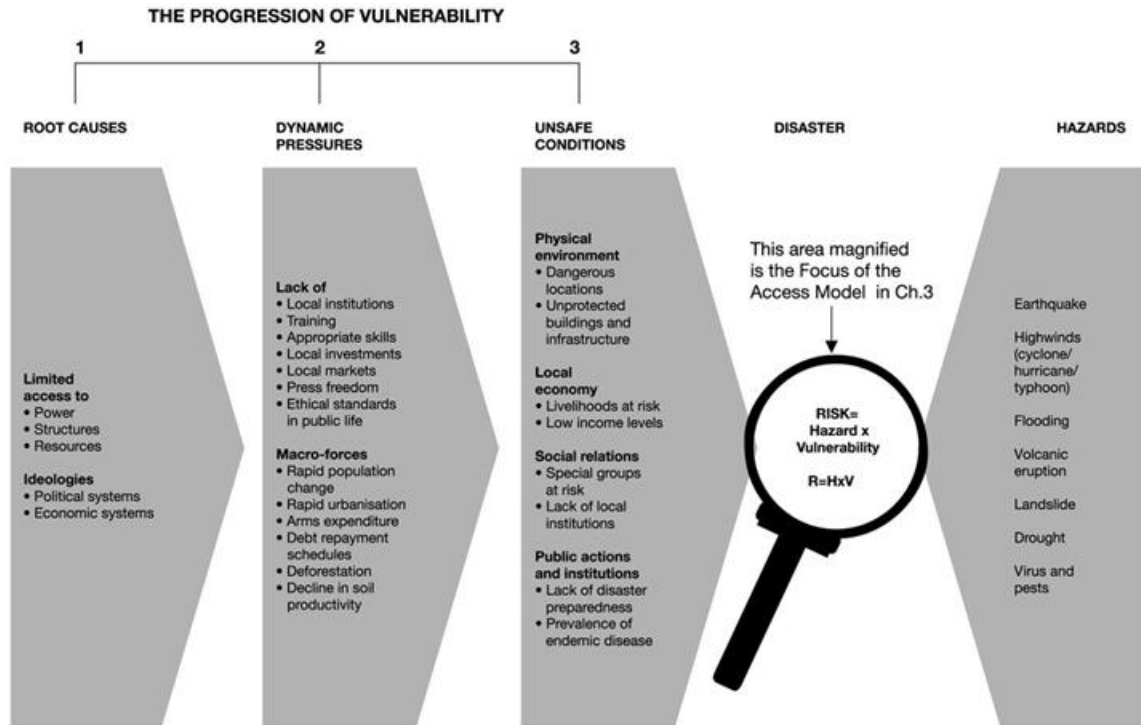 THE PROGRESSION OF VULNERABILITY
1
2
3
ROOT CAUSES
DYNAMIC
PRESSURES
UNSAFE
CONDITIONS
DISASTER
HAZARDS
Limited
access to
• Power
• Structures
• Resources
Ideologies
• Political systems
• Economic systems
Lack of
• Local institutions
• Training
• Appropriate skills
• Local investments
• Local markets
• Press freedom
• Ethical standards
in public life
Macro-forces
• Rapid population
change
• Rapid urbanisation
• Arms expenditure
• Debt repayment
schedules
• Deforestation
• Decline in soil
productivity
Physical
environment
• Dangerous
locations
• Unprotected
buildings and
infrastructure
Local
economy
• Livelihoods at risk
• Low income levels
Social relations
• Special groups
at risk
• Lack of local
institutions
Public actions
and institutions
• Lack of disaster
preparedness
• Prevalence of
endemic disease
This area magnified
is the Focus of the
Access Model in Ch.3
RISK=
Hazard x
Vulnerability
R=HxV
Earthquake
Highwinds
(cyclone/
hurricane/
typhoon)
Flooding
Volcanic
eruption
Landslide
Drought
Virus and
pests